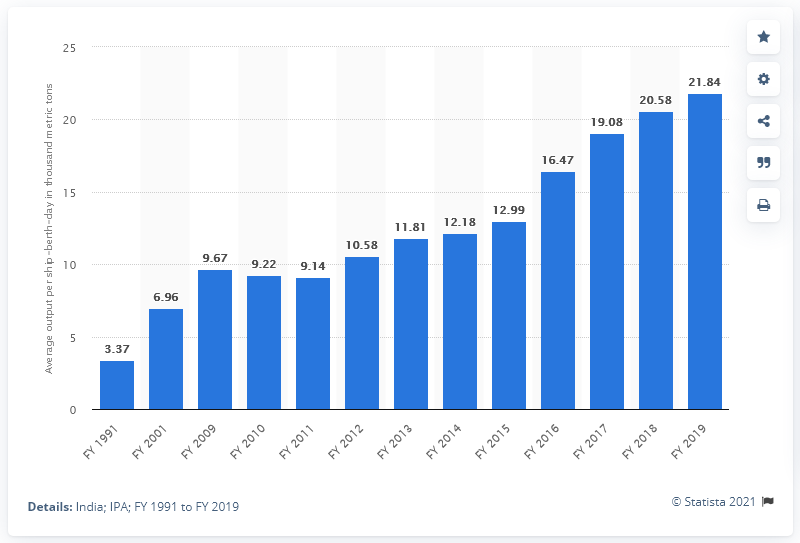 Average output per ship-berth-day in thousand metric tons
25
20
15
10
5
0
3.37
6.96
9.67
9.22
9.14
10.58
11.81
12.18
12.99
16.47
19.08
20.58
21.84
FY 1991
FY 2001
FY 2009
FY 2010
FY 2011
FY 2012
FY 2013
FY 2014
FY 2015
FY 2016
FY 2017
FY 2018
FY 2019
Details: India; IPA; FY 1991 to FY 2019
© Statista 2021